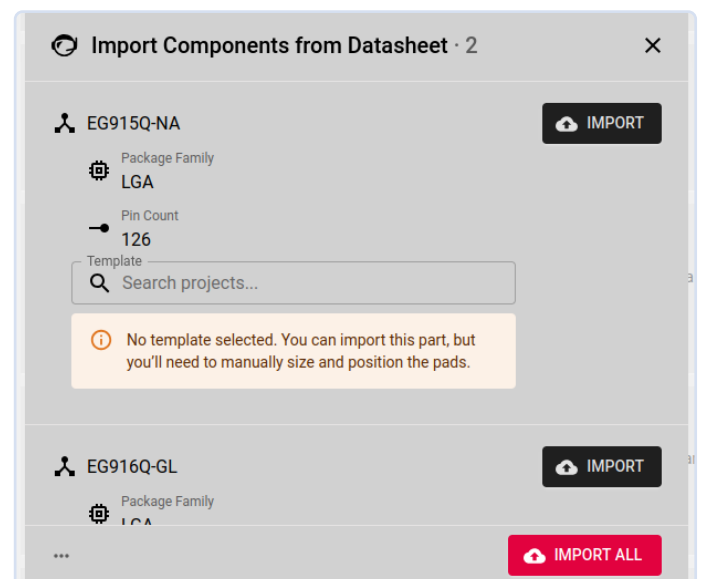 Import Components from Datasheet · 2
EG915Q-NA
IMPORT
Package Family
LGA
Pin Count
126
Template
Search projects...
No template selected. You can import this part, but
you'll need to manually size and position the pads.
EG916Q-GL
IMPORT
Package Family
LGA
IMPORT ALL